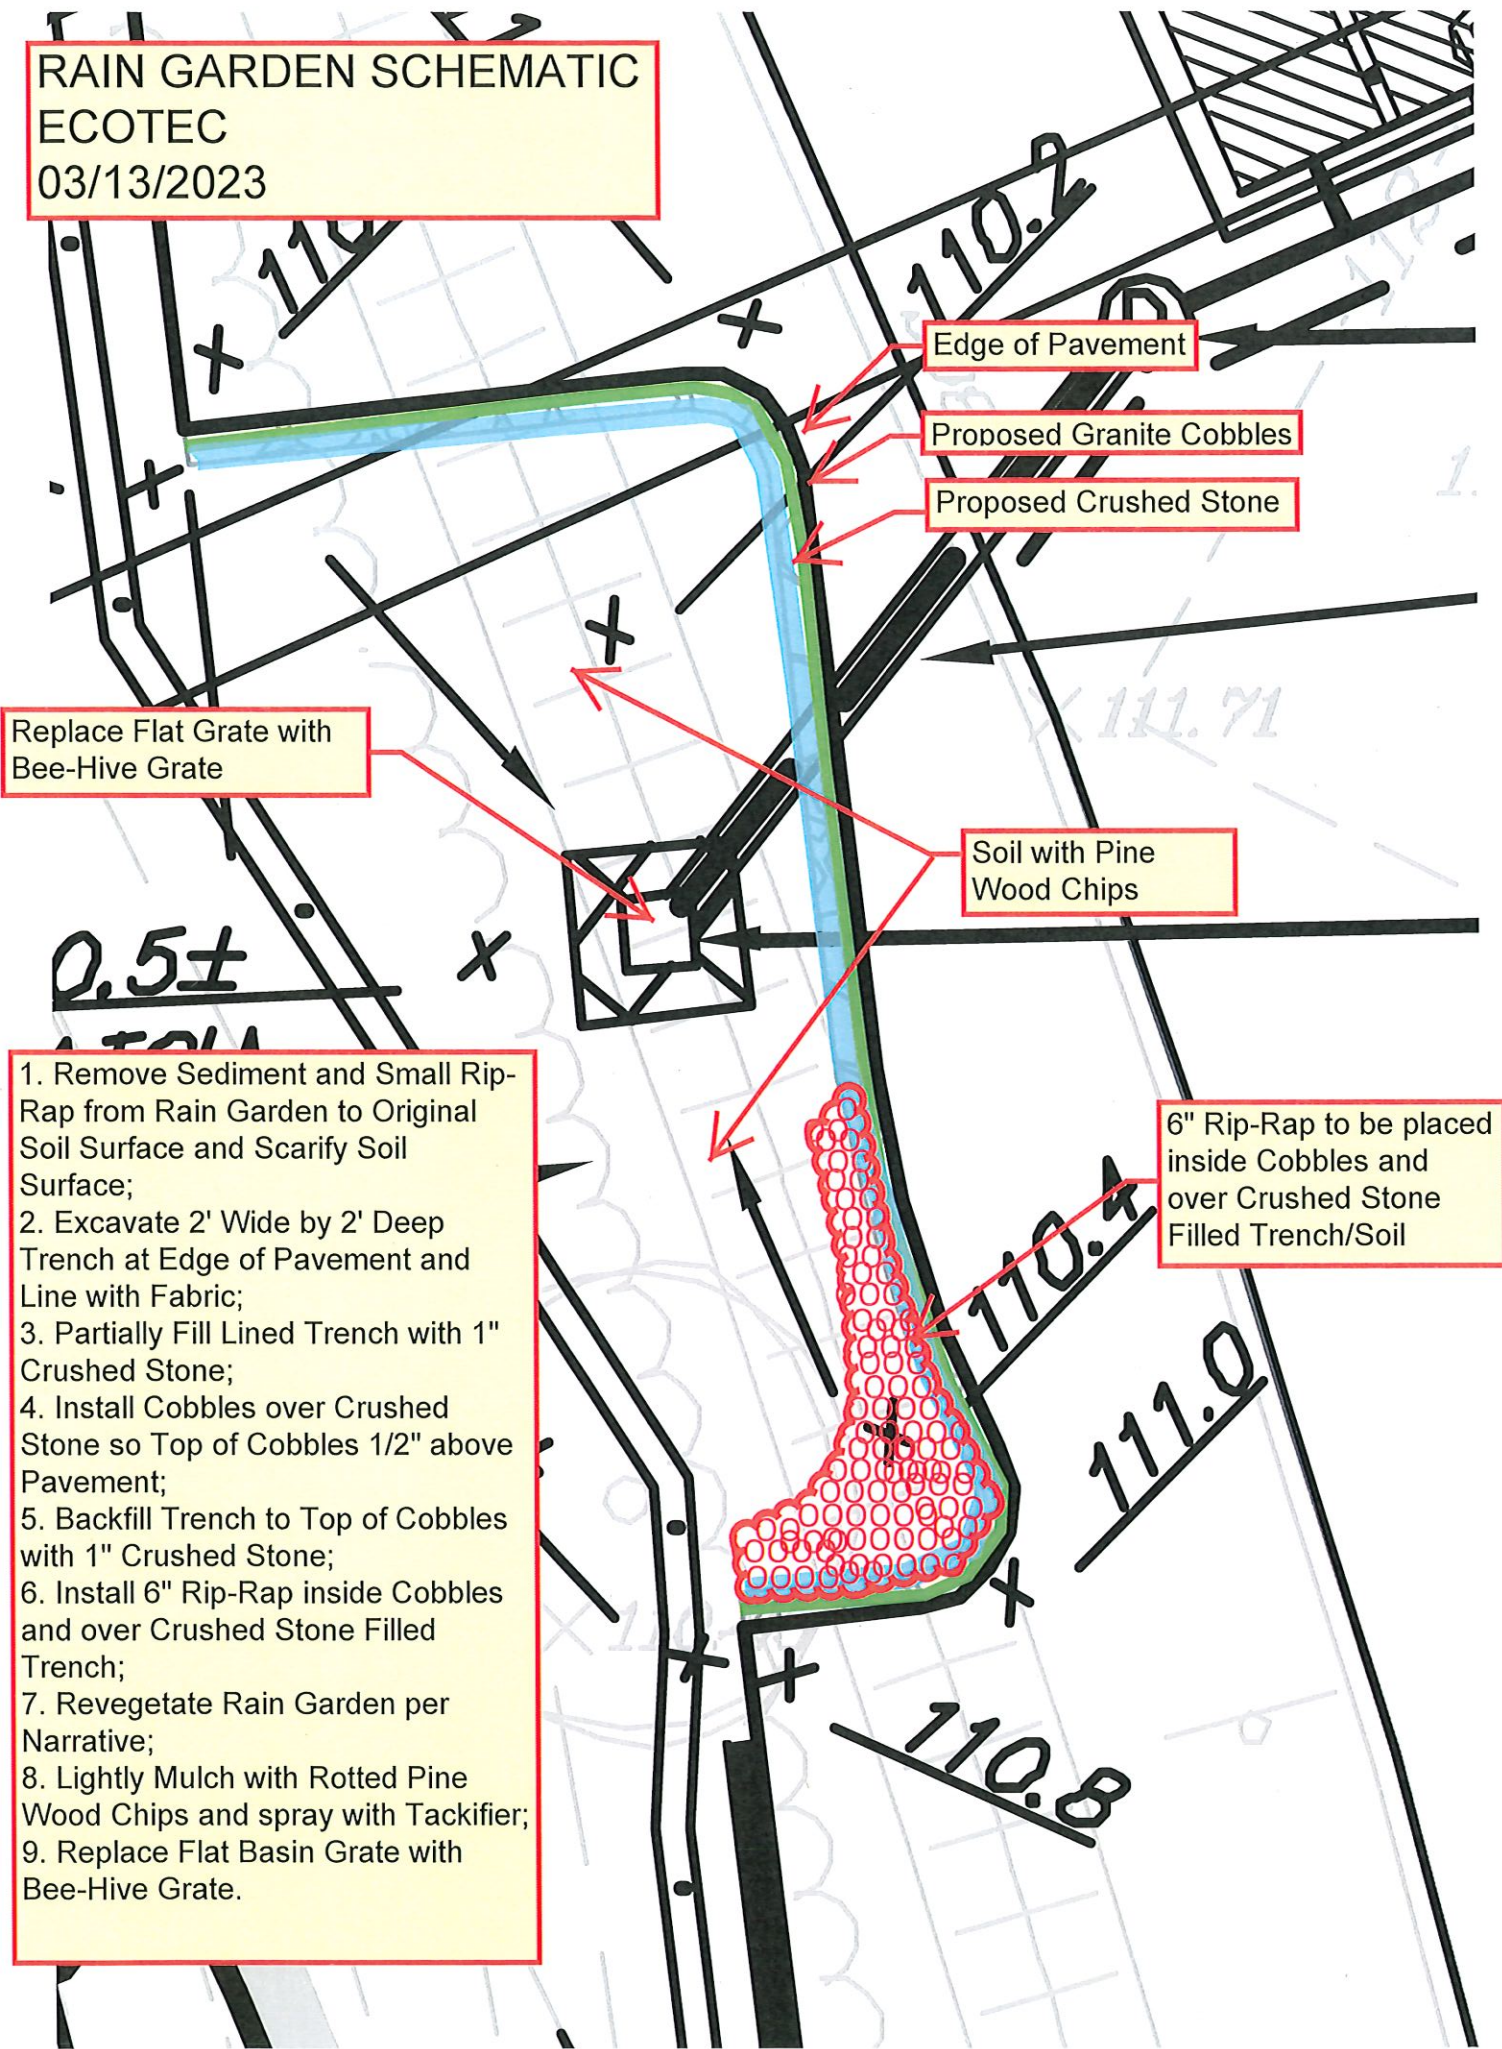 RAIN GARDEN SCHEMATIC
ECOTEC
03/13/2023
110.2
Edge of Pavement
Proposed Granite Cobbles
Proposed Crushed Stone
X 111.71
Replace Flat Grate with
Bee-Hive Grate
Soil with Pine
Wood Chips
0.5±
1. Remove Sediment and Small Rip-
Rap from Rain Garden to Original
Soil Surface and Scarify Soil
Surface;
2. Excavate 2' Wide by 2' Deep
Trench at Edge of Pavement and
Line with Fabric;
3. Partially Fill Lined Trench with 1"
Crushed Stone;
4. Install Cobbles over Crushed
Stone so Top of Cobbles 1/2" above
Pavement;
5. Backfill Trench to Top of Cobbles
with 1" Crushed Stone;
6. Install 6" Rip-Rap inside Cobbles
and over Crushed Stone Filled
Trench;
7. Revegetate Rain Garden per
Narrative;
8. Lightly Mulch with Rotted Pine
Wood Chips and spray with Tackifier;
9. Replace Flat Basin Grate with
Bee-Hive Grate.
6" Rip-Rap to be placed
inside Cobbles and
over Crushed Stone
Filled Trench/Soil
110.4
111.0
110.8